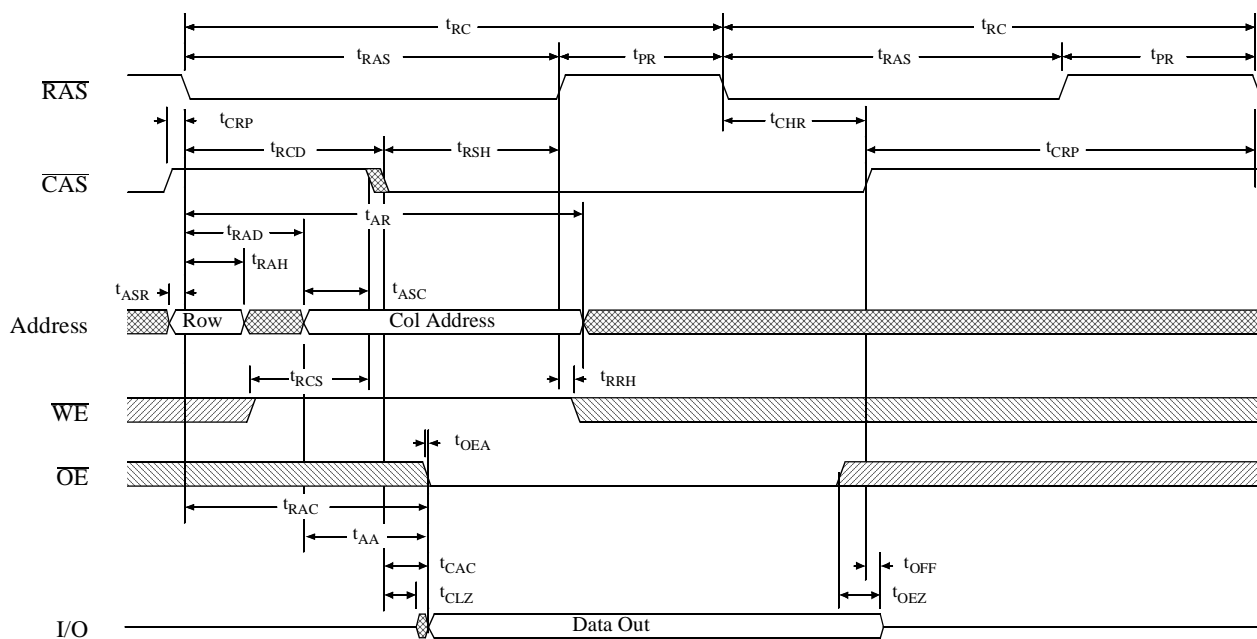 tRC tRC
tRAS tPR tRAS tPR
RAS
tCRP tCHR
tRCD tRSH tCRP
CAS
tAR
tRAD
tRAH
tASR tASC
Address Row Col Address
tRCS tRRH
WE
tOEA
OE
tRAC
tAA
tCAC tOFF
tCLZ tOEZ
I/O Data Out